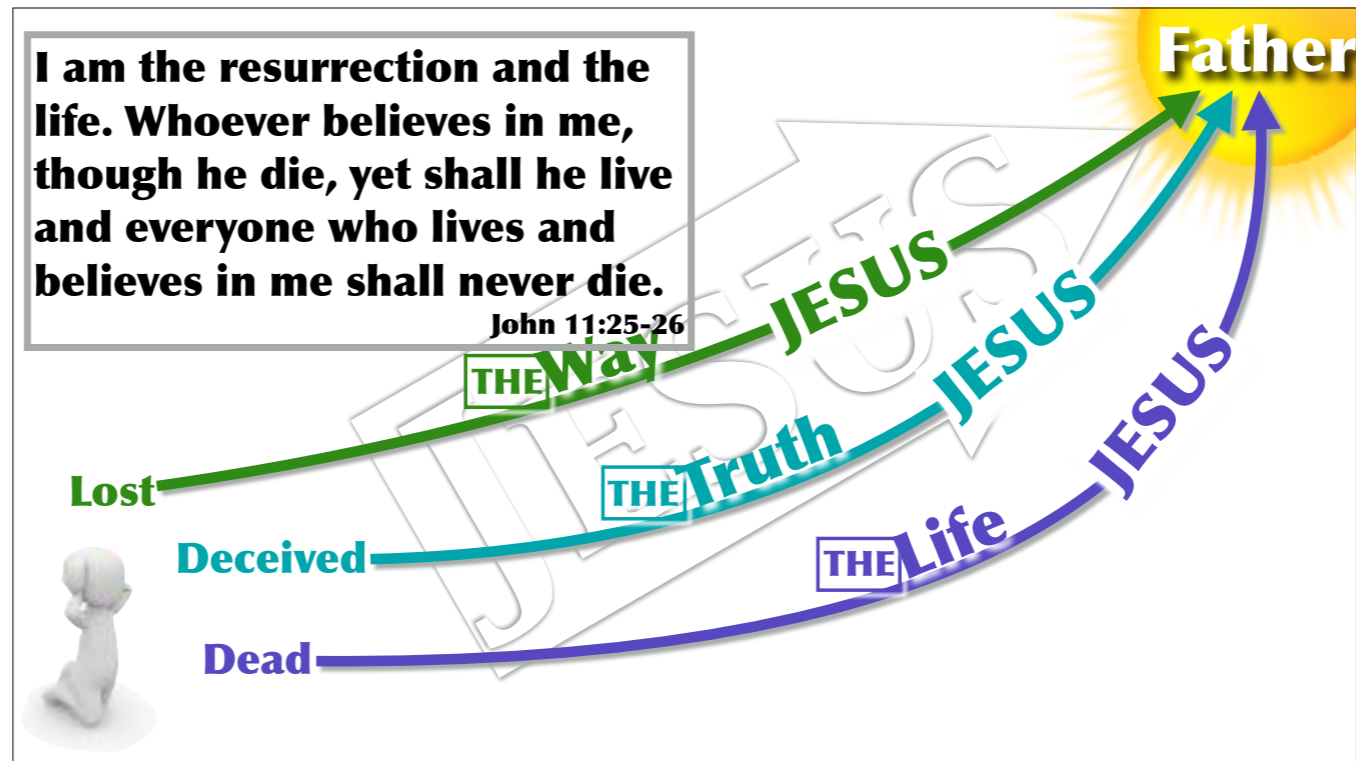 Father
I am the resurrection and the
life. Whoever believes in me,
though he die, yet shall he live
and everyone who lives and
believes in me shall never die.
John 11:25-26
JESUS
Lost
THE Way
JESUS
Deceived
THE Truth
JESUS
Dead
THE Life
JESUS